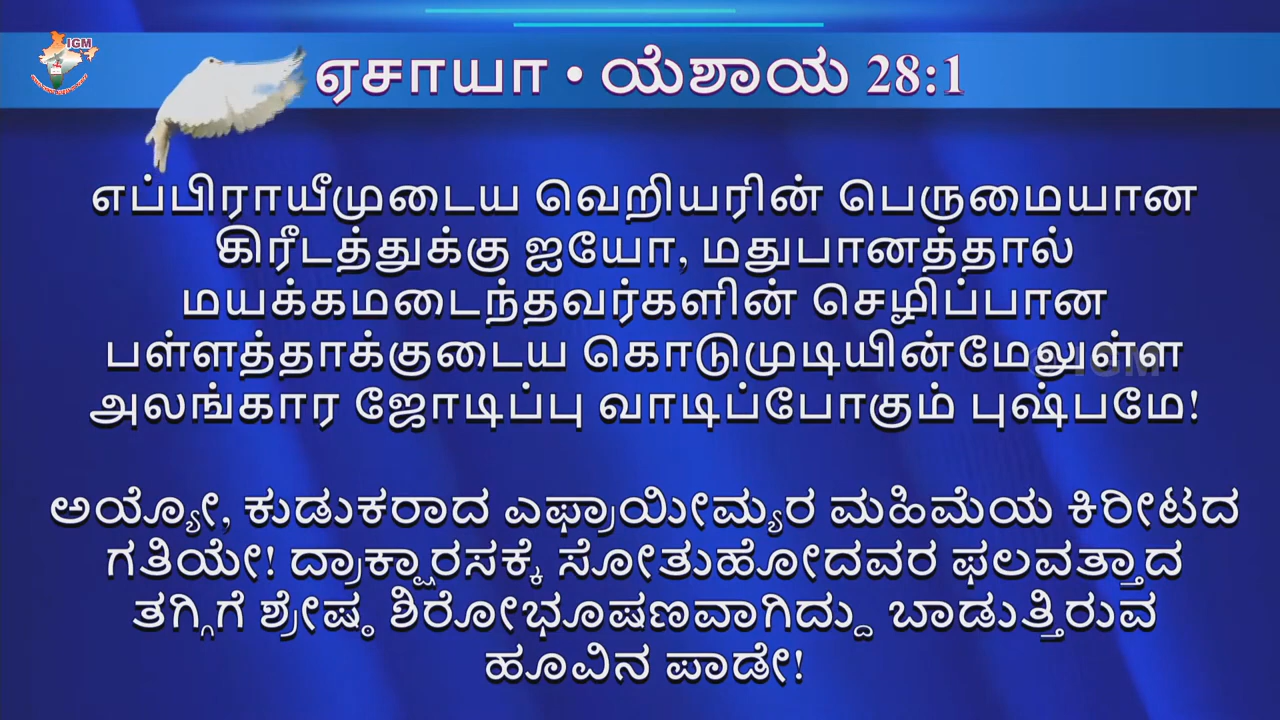 IGM
ஏசாயா • ಯೆಶಾಯ 28:1
எப்பிராயீமுடைய வெறியரின் பெருமையான
கிரீடத்துக்கு ஐயோ, மதுபானத்தால்
மயக்கமடைந்தவர்களின் செழிப்பான
பள்ளத்தாக்குடைய கொடுமுடியின்மேலுள்ள
அலங்கார ஜோடிப்பு வாடிப்போகும் புஷ்பமே!
ಅಯ್ಯೋ, ಕುಡುಕರಾದ ಎಫ್ರಾಯೀಮ್ಯರ ಮಹಿಮೆಯ ಕಿರೀಟದ
ಗತಿಯೇ! ದ್ರಾಕ್ಷಾರಸಕ್ಕೆ ಸೋತುಹೋದವರ ಫಲವತ್ತಾದ
ತಗ್ಗಿಗೆ ಶ್ರೇಷ್ಠ ಶಿರೋಭೂಷಣವಾಗಿದ್ದು ಬಾಡುತ್ತಿರುವ
ಹೂವಿನ ಪಾಡೇ!